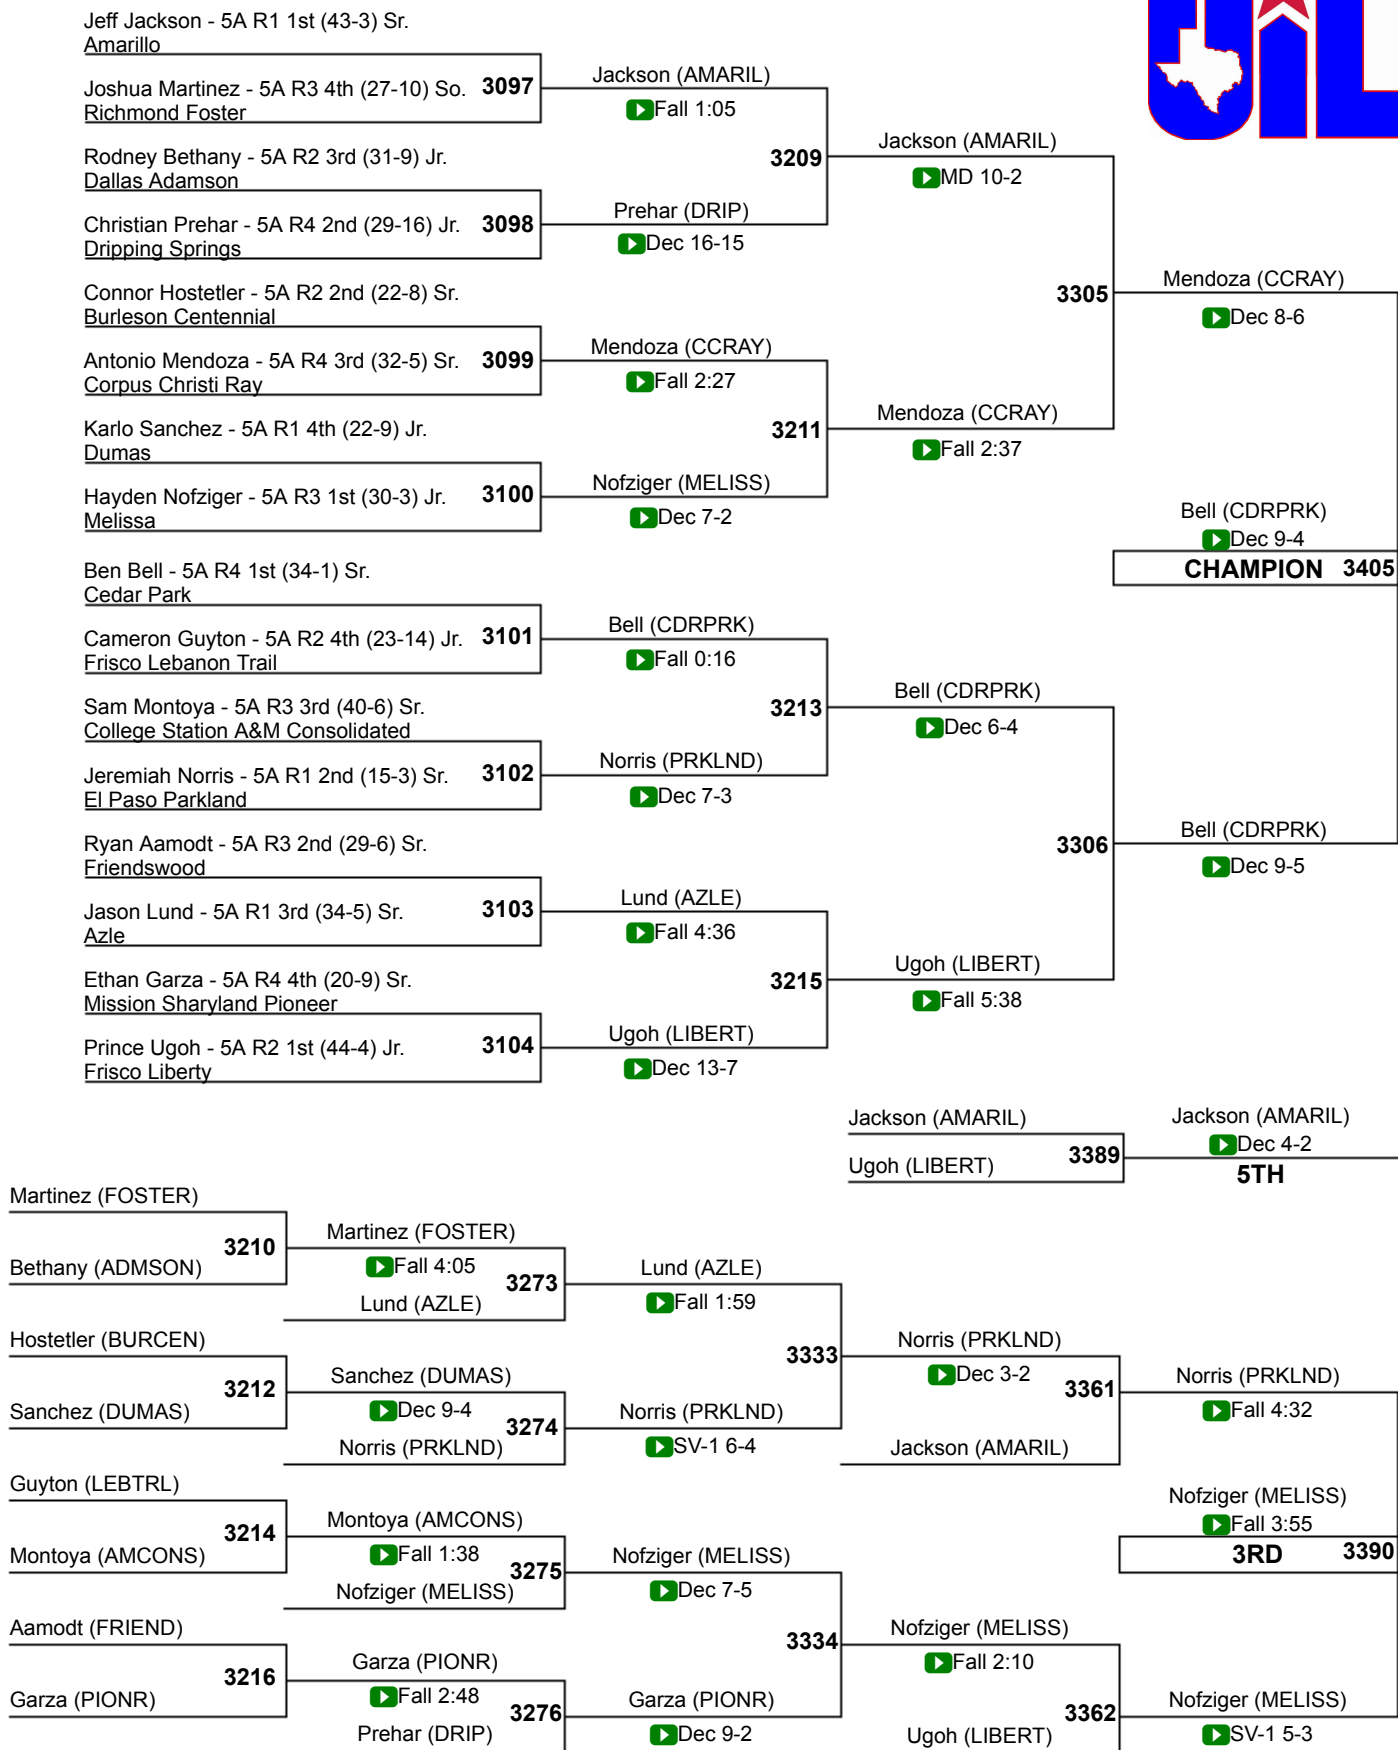 UIL
Jeff Jackson - 5A R1 1st (43-3) Sr.
Amarillo
Joshua Martinez - 5A R3 4th (27-10) So.
Richmond Foster
3097
Jackson (AMARIL)
Fall 1:05
Rodney Bethany - 5A R2 3rd (31-9) Jr.
Dallas Adamson
Christian Prehar - 5A R4 2nd (29-16) Jr.
Dripping Springs
3098
Prehar (DRIP)
Dec 16-15
3209
Jackson (AMARIL)
MD 10-2
Connor Hostetler - 5A R2 2nd (22-8) Sr.
Burleson Centennial
Antonio Mendoza - 5A R4 3rd (32-5) Sr.
Corpus Christi Ray
3099
Mendoza (CCRAY)
Fall 2:27
Karlo Sanchez - 5A R1 4th (22-9) Jr.
Dumas
Hayden Nofziger - 5A R3 1st (30-3) Jr.
Melissa
3100
Nofziger (MELISS)
Dec 7-2
3211
Mendoza (CCRAY)
Fall 2:37
3305
Mendoza (CCRAY)
Dec 8-6
Bell (CDRPRK)
Dec 9-4
CHAMPION 3405
Ben Bell - 5A R4 1st (34-1) Sr.
Cedar Park
Cameron Guyton - 5A R2 4th (23-14) Jr.
Frisco Lebanon Trail
3101
Bell (CDRPRK)
Fall 0:16
Sam Montoya - 5A R3 3rd (40-6) Sr.
College Station A&M Consolidated
Jeremiah Norris - 5A R1 2nd (15-3) Sr.
El Paso Parkland
3102
Norris (PRKLND)
Dec 7-3
3213
Bell (CDRPRK)
Dec 6-4
Ryan Aamodt - 5A R3 2nd (29-6) Sr.
Friendswood
Jason Lund - 5A R1 3rd (34-5) Sr.
Azle
3103
Lund (AZLE)
Fall 4:36
Ethan Garza - 5A R4 4th (20-9) Sr.
Mission Sharyland Pioneer
Prince Ugoh - 5A R2 1st (44-4) Jr.
Frisco Liberty
3104
Ugoh (LIBERT)
Dec 13-7
3215
Ugoh (LIBERT)
Fall 5:38
3306
Bell (CDRPRK)
Dec 9-5
Jackson (AMARIL)
Ugoh (LIBERT)
3389
Jackson (AMARIL)
Dec 4-2
5TH
Martinez (FOSTER)
Bethany (ADMSON)
3210
Martinez (FOSTER)
Fall 4:05
Lund (AZLE)
3273
Lund (AZLE)
Fall 1:59
Hostetler (BURCEN)
Sanchez (DUMAS)
3212
Sanchez (DUMAS)
Dec 9-4
Norris (PRKLND)
3274
Norris (PRKLND)
SV-1 6-4
3333
Norris (PRKLND)
Dec 3-2
Jackson (AMARIL)
3361
Norris (PRKLND)
Fall 4:32
Guyton (LEBTRL)
Montoya (AMCONS)
3214
Montoya (AMCONS)
Fall 1:38
Nofziger (MELISS)
3275
Nofziger (MELISS)
Dec 7-5
Nofziger (MELISS)
Fall 3:55
3RD 3390
Aamodt (FRIEND)
Garza (PIONR)
3216
Garza (PIONR)
Fall 2:48
Prehar (DRIP)
3276
Garza (PIONR)
Dec 9-2
3334
Nofziger (MELISS)
Fall 2:10
Ugoh (LIBERT)
3362
Nofziger (MELISS)
SV-1 5-3